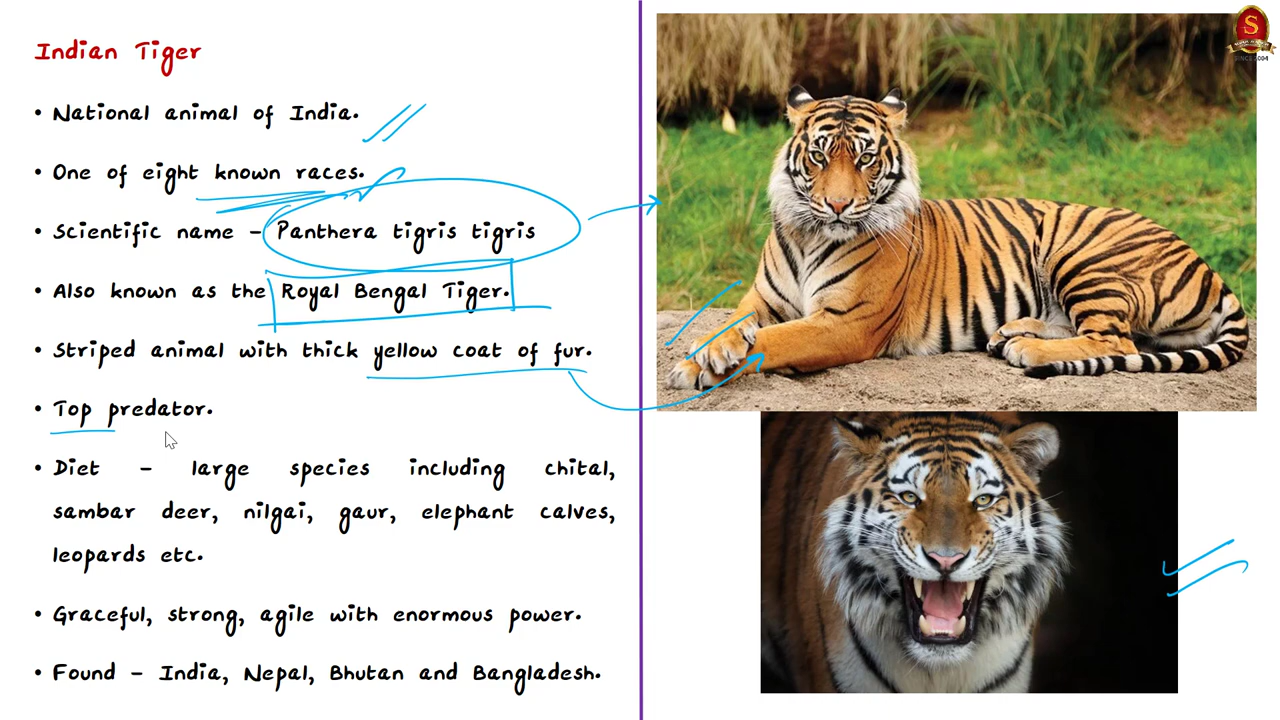 Indian Tiger
• National animal of India.
• One of eight known races.
• Scientific name - Panthera tigris tigris
• Also known as the Royal Bengal Tiger.
• Striped animal with thick yellow coat of fur.
• Top predator.
• Diet - large species including chital,
sambar deer, nilgai, gaur, elephant calves,
leopards etc.
• Graceful, strong, agile with enormous power.
• Found - India, Nepal, Bhutan and Bangladesh.
S